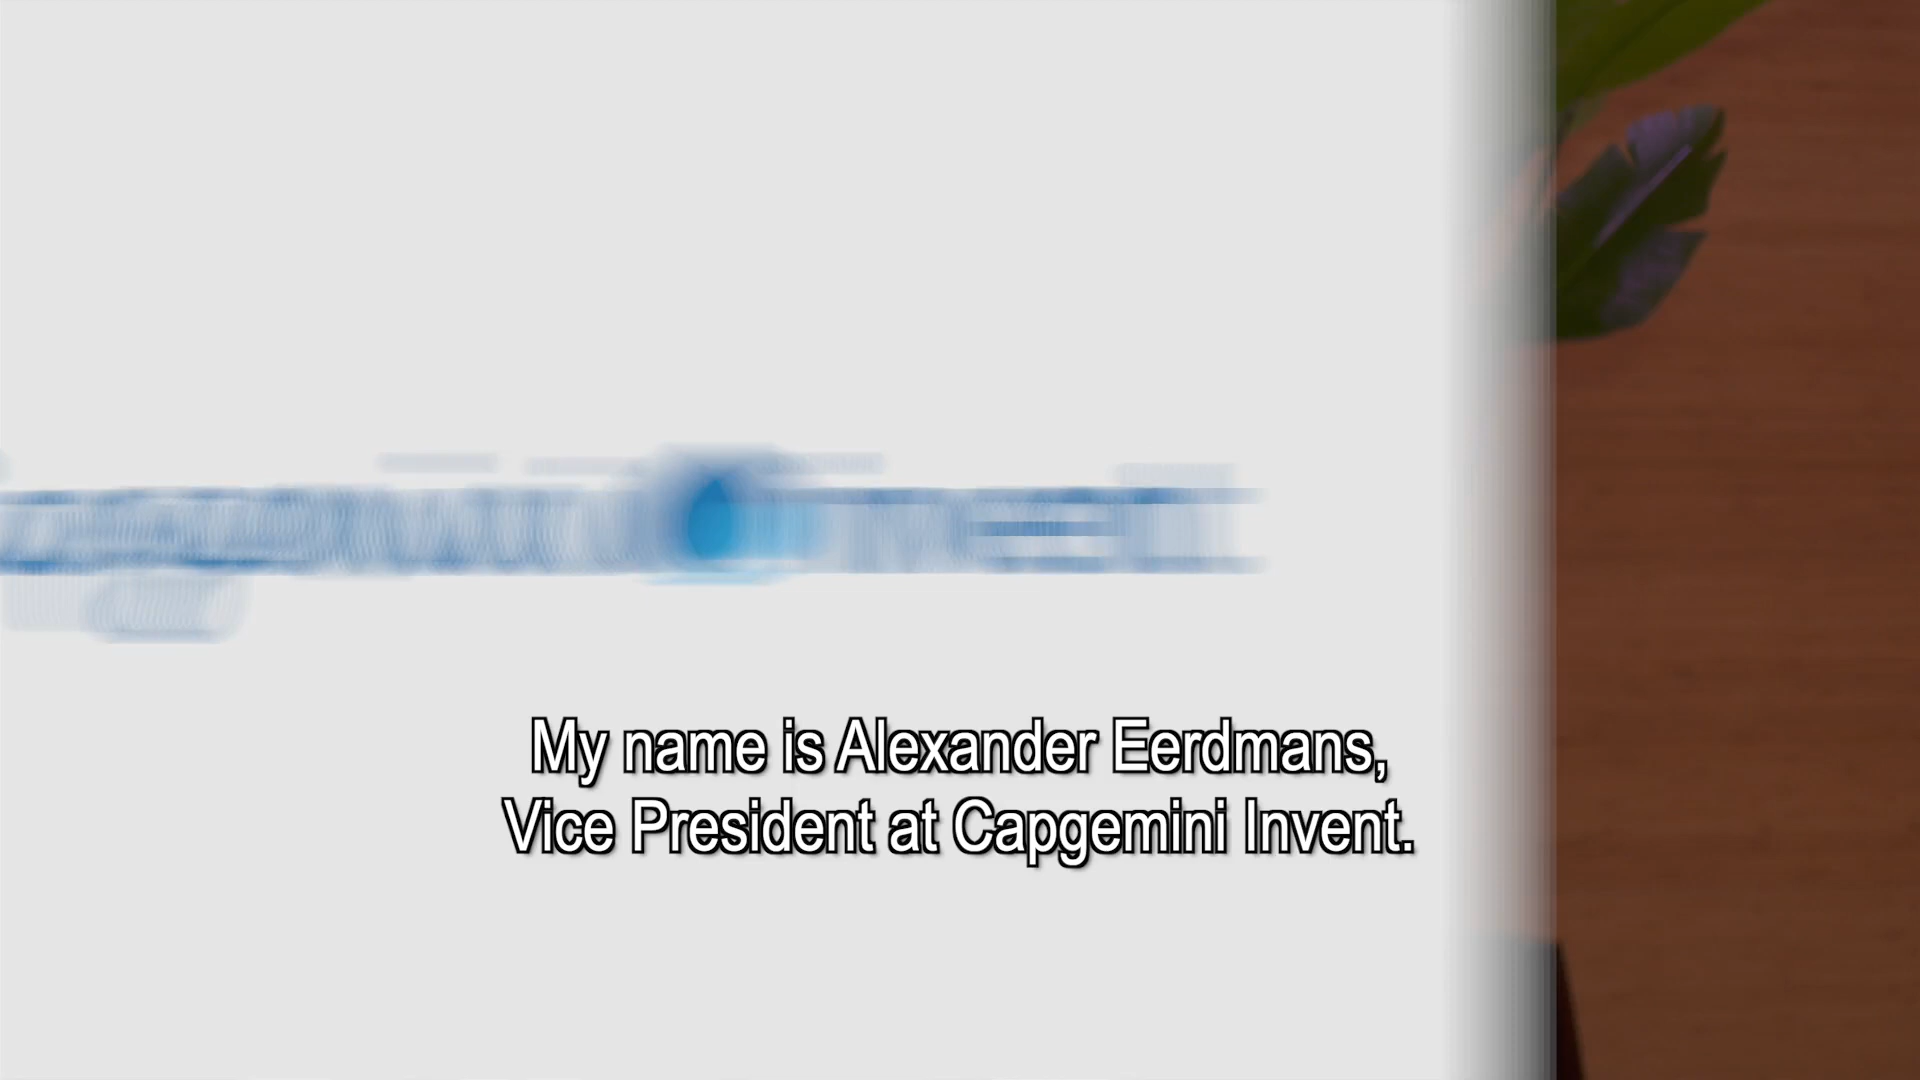 My name is Alexander Eerdmans,
Vice President at Capgemini Invent.